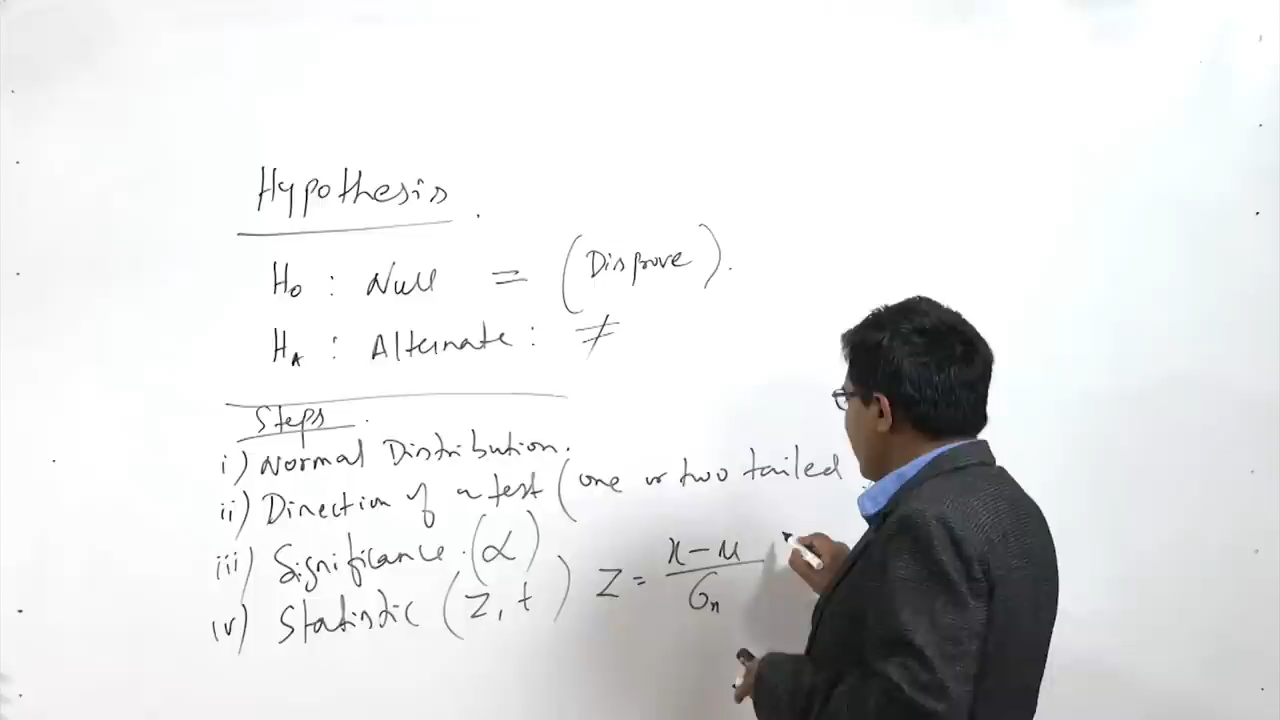 Hypothesis.
H0 : Null = (Disprove).
HA : Alternate : ≠
Steps.
i) Normal Distribution.
ii) Direction of a test (one or two tailed
iii) Significance. (α)
iv) Statistic (Z, t) Z = x - μ / σn